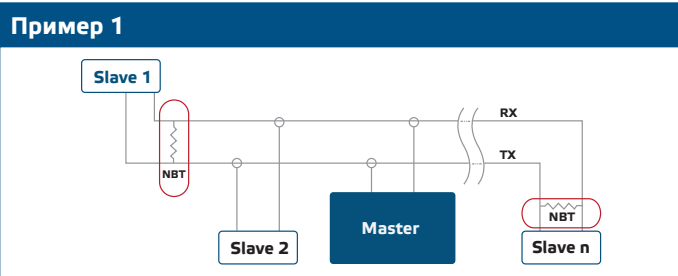 Пример 1
Slave 1
RX
TX
NBT
Master
Slave 2
NBT
Slave n